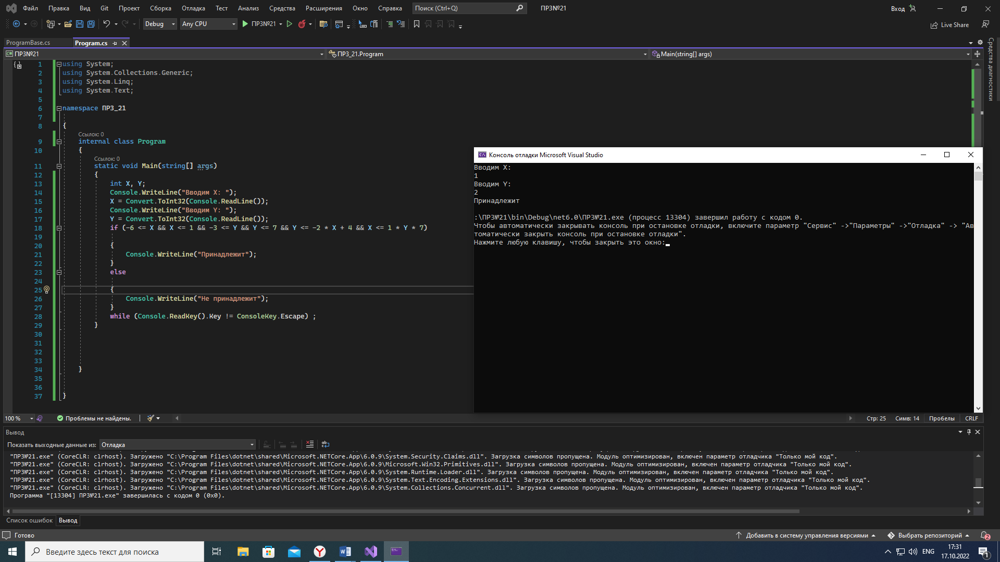 Файл Правка Вид Git Проект Сборка Отладка Тест Анализ Средства Расширения Окно Справка Поиск (Ctrl+Q) ПРЗ№21 Вход
Debug Any CPU ПРЗ№21 Live Share
ProgramBase.cs Program.cs
ПРЗ№21 ПРЗ_21.Program Main(string[] args)
Средства диагностики
1 using System;
2 using System.Collections.Generic;
3 using System.Linq;
4 using System.Text;
5
6 namespace ПРЗ_21
7
8 {
Ссылок: 0
9 internal class Program
10 {
Ссылок: 0
11 static void Main(string[] args)
12 {
13 int X, Y;
14 Console.WriteLine("Вводим X: ");
15 X = Convert.ToInt32(Console.ReadLine());
16 Console.WriteLine("Вводим Y: ");
17 Y = Convert.ToInt32(Console.ReadLine());
18 if (-6 <= X && X <= 1 && -3 <= Y && Y <= 7 && Y <= -2 * X + 4 && X <= 1 * Y * 7)
19
20 {
21 Console.WriteLine("Принадлежит");
22 }
23 else
24
25 {
26 Console.WriteLine("Не принадлежит");
27 }
28 while (Console.ReadKey().Key != ConsoleKey.Escape) ;
29 }
30
31
32
33
34 }
35
36
37 }
Консоль отладки Microsoft Visual Studio
Вводим X:
1
Вводим Y:
2
Принадлежит
:\ПРЗ№21\bin\Debug\net6.0\ПРЗ№21.exe (процесс 13304) завершил работу с кодом 0.
Чтобы автоматически закрывать консоль при остановке отладки, включите параметр "Сервис" ->"Параметры" ->"Отладка" -> "Ав
томатически закрыть консоль при остановке отладки".
Нажмите любую клавишу, чтобы закрыть это окно:
100 % Проблемы не найдены. Стр: 25 Симв: 14 Пробелы CRLF
Вывод
Показать выходные данные из: Отладка
"ПРЗ№21.exe" (CoreCLR: clrhost). Загружено "C:\Program Files\dotnet\shared\Microsoft.NETCore.App\6.0.9\System.Security.Claims.dll". Загрузка символов пропущена. Модуль оптимизирован, включен параметр отладчика "Только мой код".
"ПРЗ№21.exe" (CoreCLR: clrhost). Загружено "C:\Program Files\dotnet\shared\Microsoft.NETCore.App\6.0.9\Microsoft.Win32.Primitives.dll". Загрузка символов пропущена. Модуль оптимизирован, включен параметр отладчика "Только мой код".
"ПРЗ№21.exe" (CoreCLR: clrhost). Загружено "C:\Program Files\dotnet\shared\Microsoft.NETCore.App\6.0.9\System.Runtime.Loader.dll". Загрузка символов пропущена. Модуль оптимизирован, включен параметр отладчика "Только мой код".
"ПРЗ№21.exe" (CoreCLR: clrhost). Загружено "C:\Program Files\dotnet\shared\Microsoft.NETCore.App\6.0.9\System.Text.Encoding.Extensions.dll". Загрузка символов пропущена. Модуль оптимизирован, включен параметр отладчика "Только мой код".
"ПРЗ№21.exe" (CoreCLR: clrhost). Загружено "C:\Program Files\dotnet\shared\Microsoft.NETCore.App\6.0.9\System.Collections.Concurrent.dll". Загрузка символов пропущена. Модуль оптимизирован, включен параметр отладчика "Только мой код".
Программа "[13304] ПРЗ№21.exe" завершилась с кодом 0 (0x0).
Список ошибок Вывод
Готово Добавить в систему управления версиями Выбрать репозиторий 2
Введите здесь текст для поиска ENG 17:31
17.10.2022 1